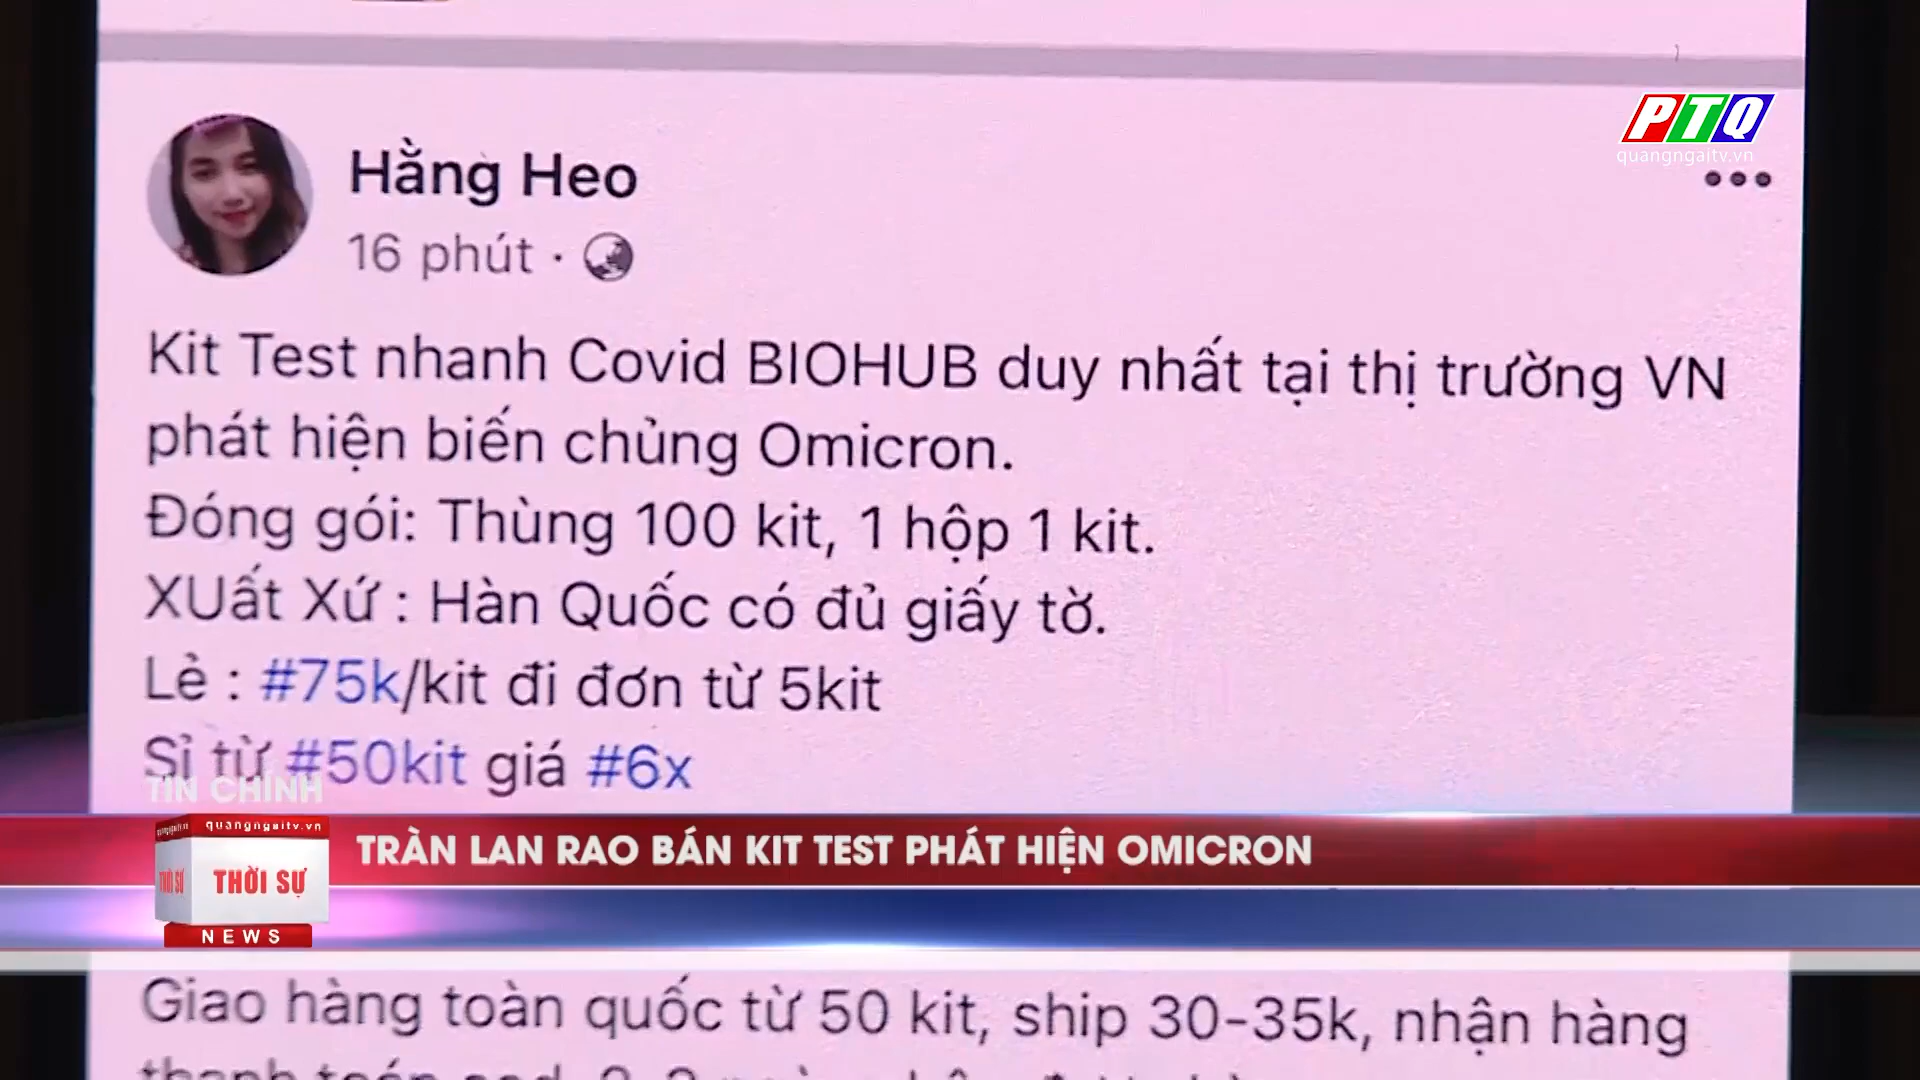 PTQ
quangngaitv.vn
Hằng Heo
16 phút ·
Kit Test nhanh Covid BIOHUB duy nhất tại thị trường VN
phát hiện biến chủng Omicron.
Đóng gói: Thùng 100 kit, 1 hộp 1 kit.
XUất Xứ : Hàn Quốc có đủ giấy tờ.
Lẻ : #75k/kit đi đơn từ 5kit
Sỉ từ #50kit giá #6x
TIN CHÍNH
quangngaitv.vn
TRÀN LAN RAO BÁN KIT TEST PHÁT HIỆN OMICRON
THỜI SỰ
THỜI SỰ
NEWS
Giao hàng toàn quốc từ 50 kit, ship 30-35k, nhận hàng